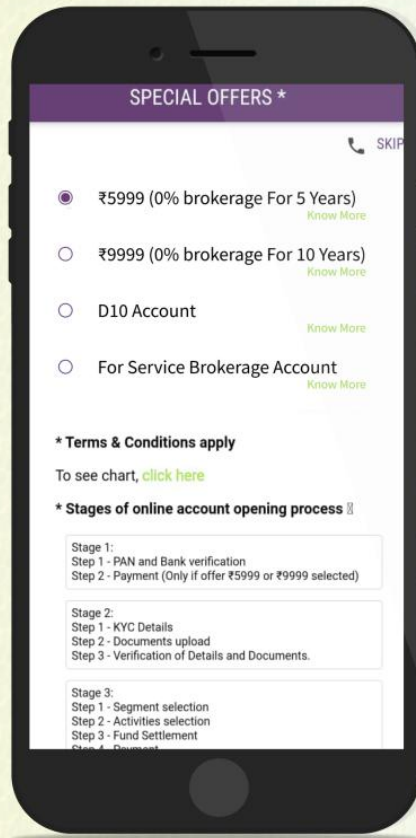 SPECIAL OFFERS *
SKIP
₹5999 (0% brokerage For 5 Years)
Know More
₹9999 (0% brokerage For 10 Years)
Know More
D10 Account
Know More
For Service Brokerage Account
Know More
* Terms & Conditions apply
To see chart, click here
* Stages of online account opening process
Stage 1:
Step 1 - PAN and Bank verification
Step 2 - Payment (Only if offer ₹5999 or ₹9999 selected)
Stage 2:
Step 1 - KYC Details
Step 2 - Documents upload
Step 3 - Verification of Details and Documents.
Stage 3:
Step 1 - Segment selection
Step 2 - Activities selection
Step 3 - Fund Settlement
Step 4 - Payment